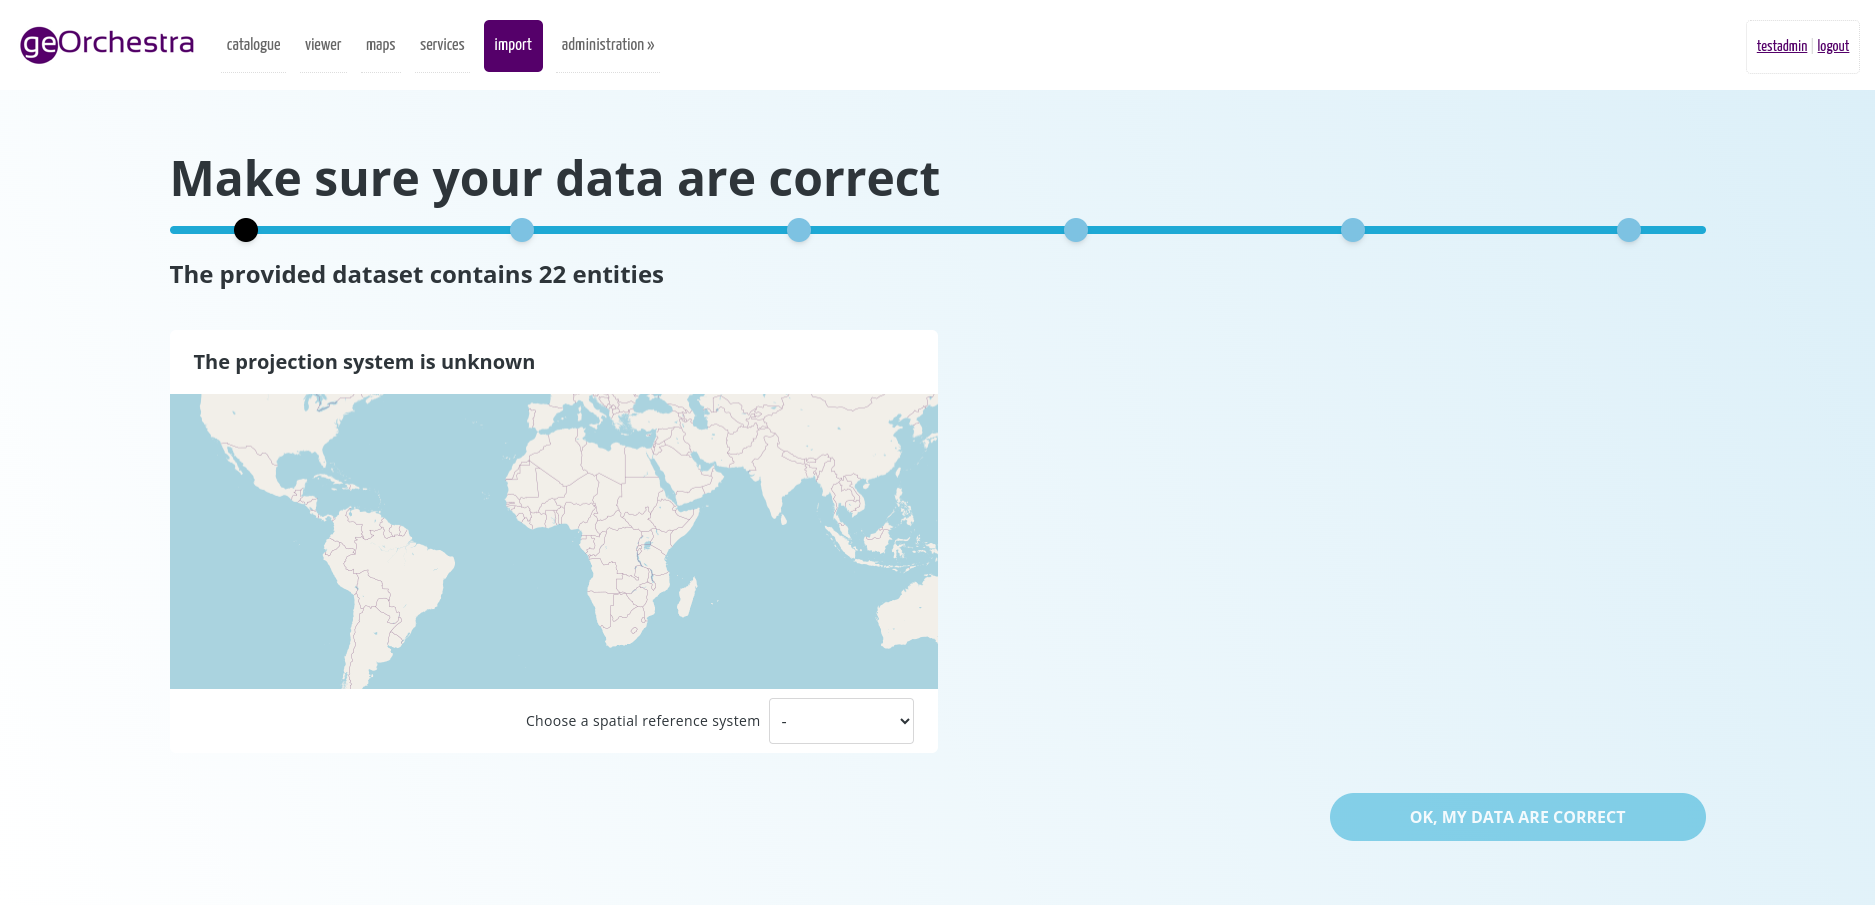 geOrchestra
catalogue viewer maps services import administration »
testadmin | logout
Make sure your data are correct
The provided dataset contains 22 entities
The projection system is unknown
Choose a spatial reference system -
OK, MY DATA ARE CORRECT